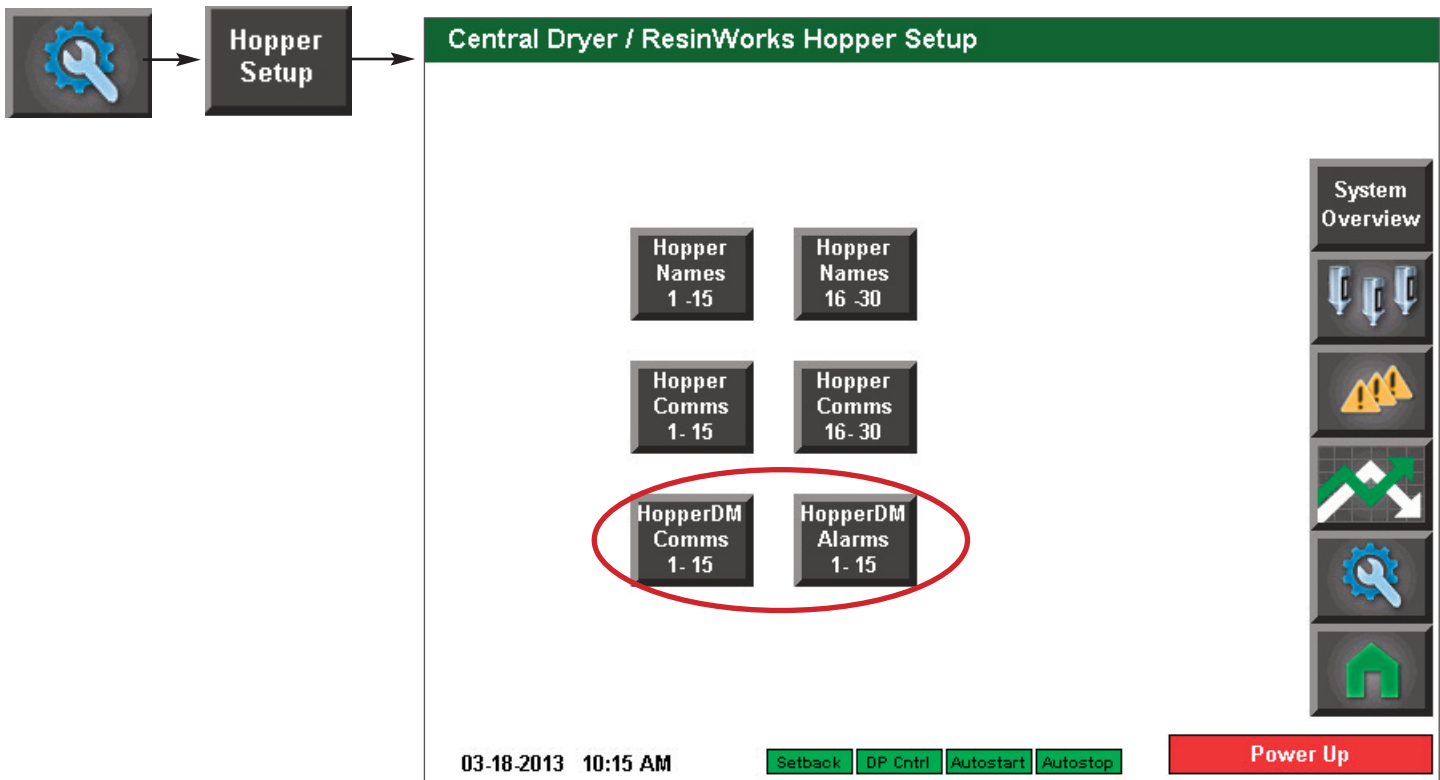 Hopper
Setup
Central Dryer / ResinWorks Hopper Setup
System
Overview
Hopper
Names
1 -15
Hopper
Names
16 -30
Hopper
Comms
1- 15
Hopper
Comms
16- 30
HopperDM
Comms
1- 15
HopperDM
Alarms
1- 15
03-18-2013 10:15 AM
Setback
DP Cntrl
Autostart
Autostop
Power Up